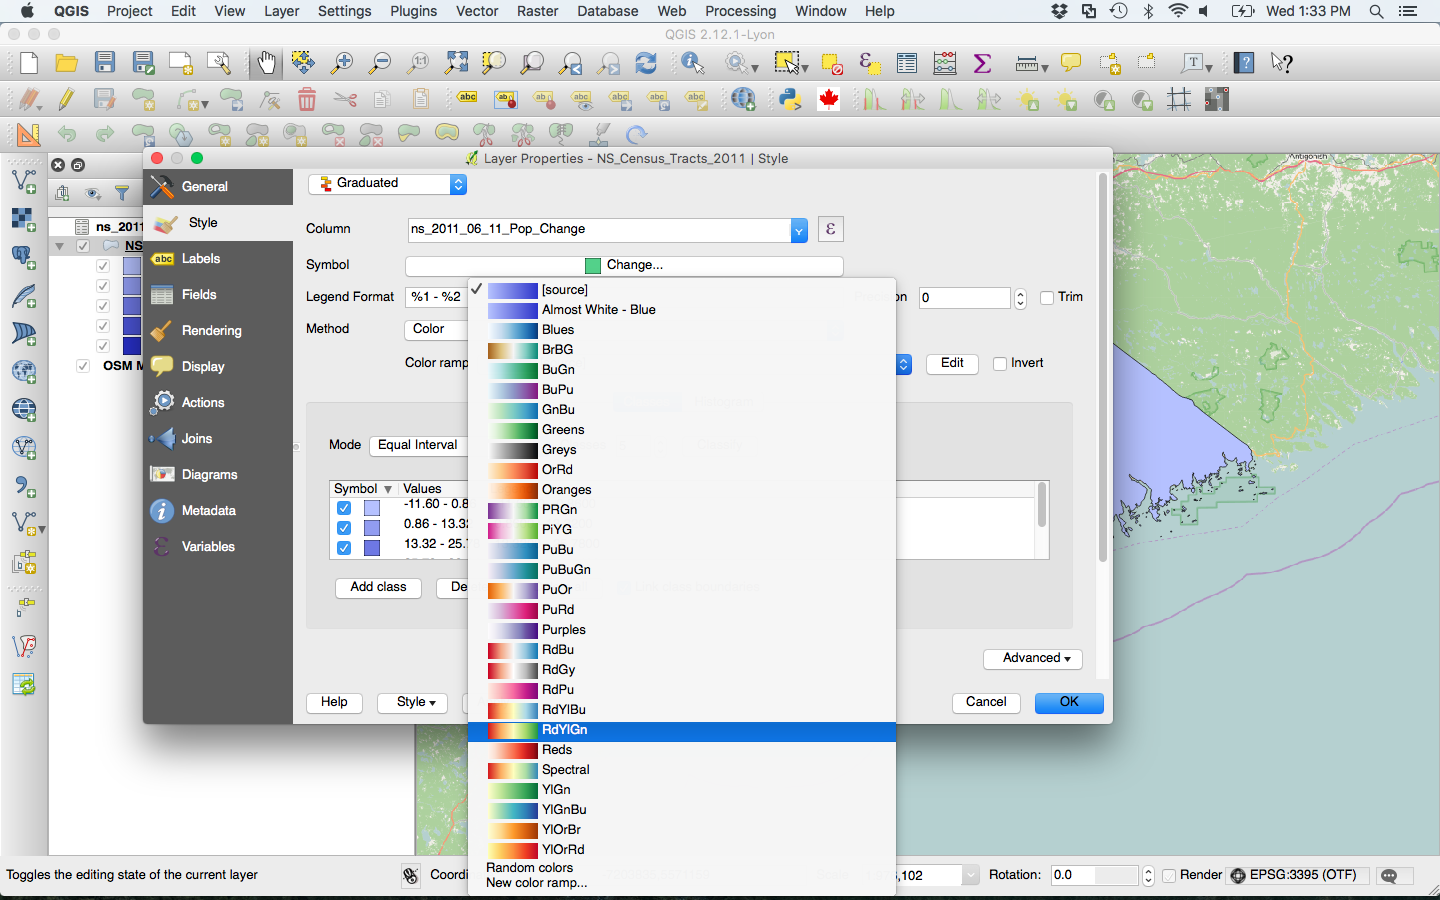 QGIS Project Edit View Layer Settings Plugins Vector Raster Database Web Processing Window Help Wed 1:33 PM
QGIS 2.12.1-Lyon
Layer Properties - NS_Census_Tracts_2011 | Style
Antigonish
General
Style
Labels
Fields
Rendering
Display
Actions
Joins
Diagrams
Metadata
Variables
ns_2011
NS
OSM M
Graduated
Column ns_2011_06_11_Pop_Change ε
Symbol Change...
Legend Format %1 - %2 on 0 Trim
Method Color
Color ramp Edit Invert
Mode Equal Interval
Symbol Values
-11.60 - 0.8
0.86 - 13.32
13.32 - 25.7
Add class De
Advanced
Help Style Cancel OK
[source]
Almost White - Blue
Blues
BrBG
BuGn
BuPu
GnBu
Greens
Greys
OrRd
Oranges
PRGn
PiYG
PuBu
PuBuGn
PuOr
PuRd
Purples
RdBu
RdGy
RdPu
RdYlBu
RdYlGn
Reds
Spectral
YlGn
YlGnBu
YlOrBr
YlOrRd
Random colors
New color ramp...
Toggles the editing state of the current layer Coordi ,102 Rotation: 0.0 Render EPSG:3395 (OTF)